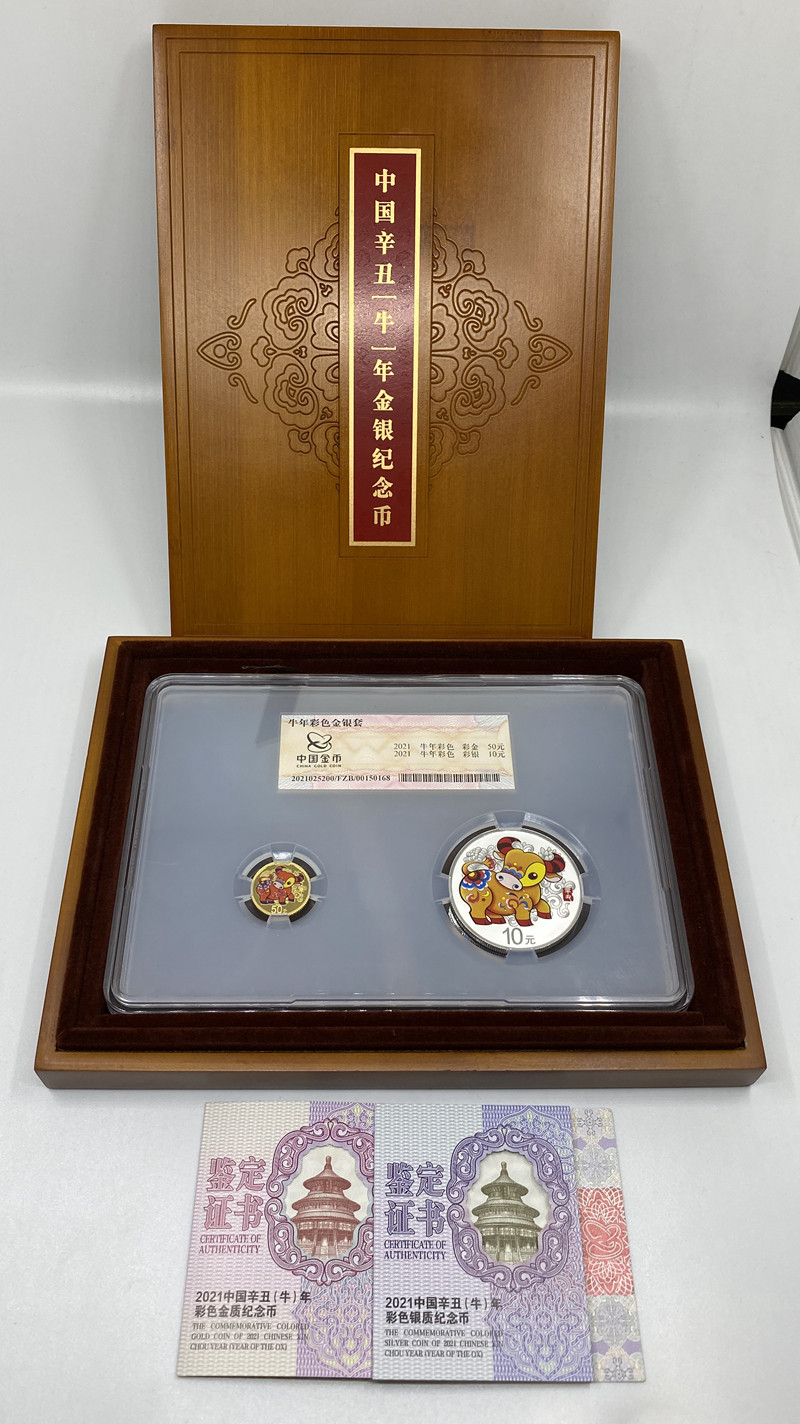 中国辛丑[牛]年金银纪念币
牛年彩色金银套
中国金币
CHINA GOLD COIN
2021 牛年彩色 彩金 50元
2021 牛年彩色 彩银 10元
2021025200/FZB/00150168
50元
10元
鉴定
证书
CERTIFICATE OF
AUTHENTICITY
2021中国辛丑(牛)年
彩色金质纪念币
THE COMMEMORATIVE COLORED
GOLD COIN OF 2021 CHINESE XIN
CHOU YEAR (YEAR OF THE OX)
鉴定
证书
CERTIFICATE OF
AUTHENTICITY
2021中国辛丑(牛)年
彩色银质纪念币
THE COMMEMORATIVE COLORED
SILVER COIN OF 2021 CHINESE XIN
CHOU YEAR (YEAR OF THE OX)